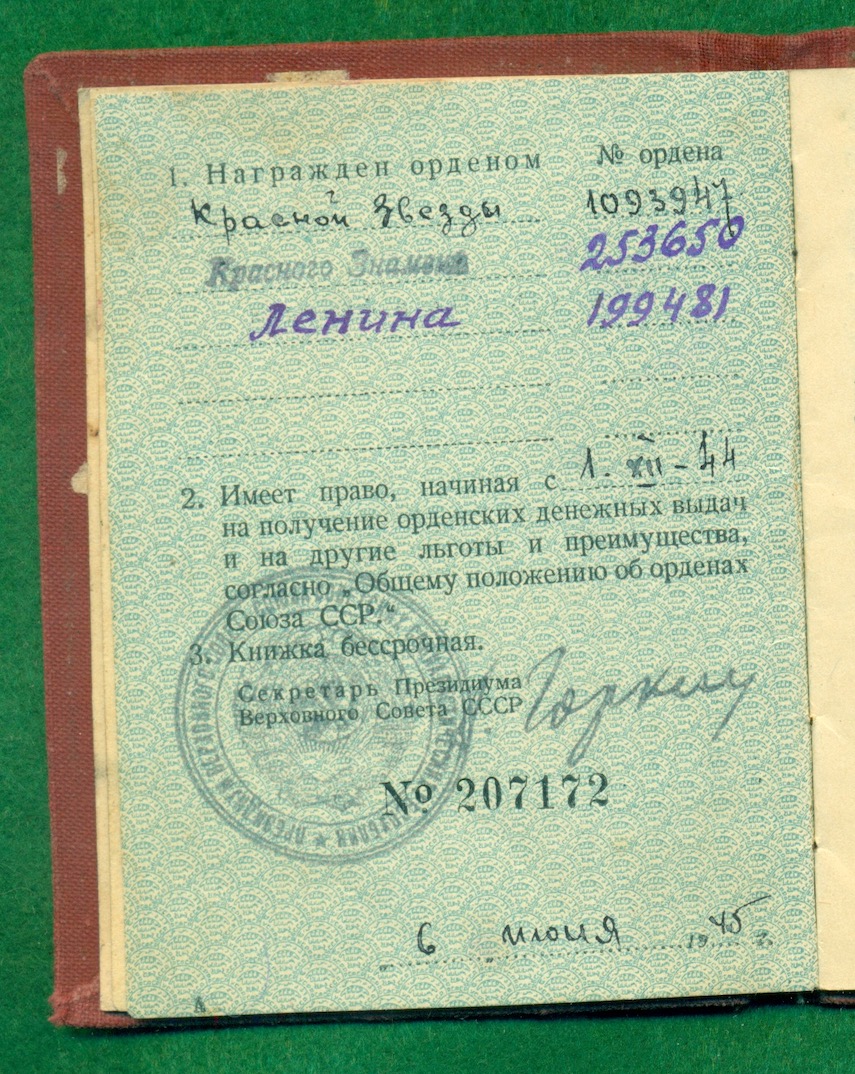 1. Награжден орденом № ордена
Красной Звезды 1093947
Красного Знамени 253650
Ленина 199481
2. Имеет право, начиная с 1.XII-44
на получение орденских денежных выдач
и на другие льготы и преимущества,
согласно „Общему положению об орденах
Союза ССР."
3. Книжка бессрочная.
Секретарь Президиума
Верховного Совета СССР Горкин
№ 207172
„ 6 „ июня 1945 г.
А